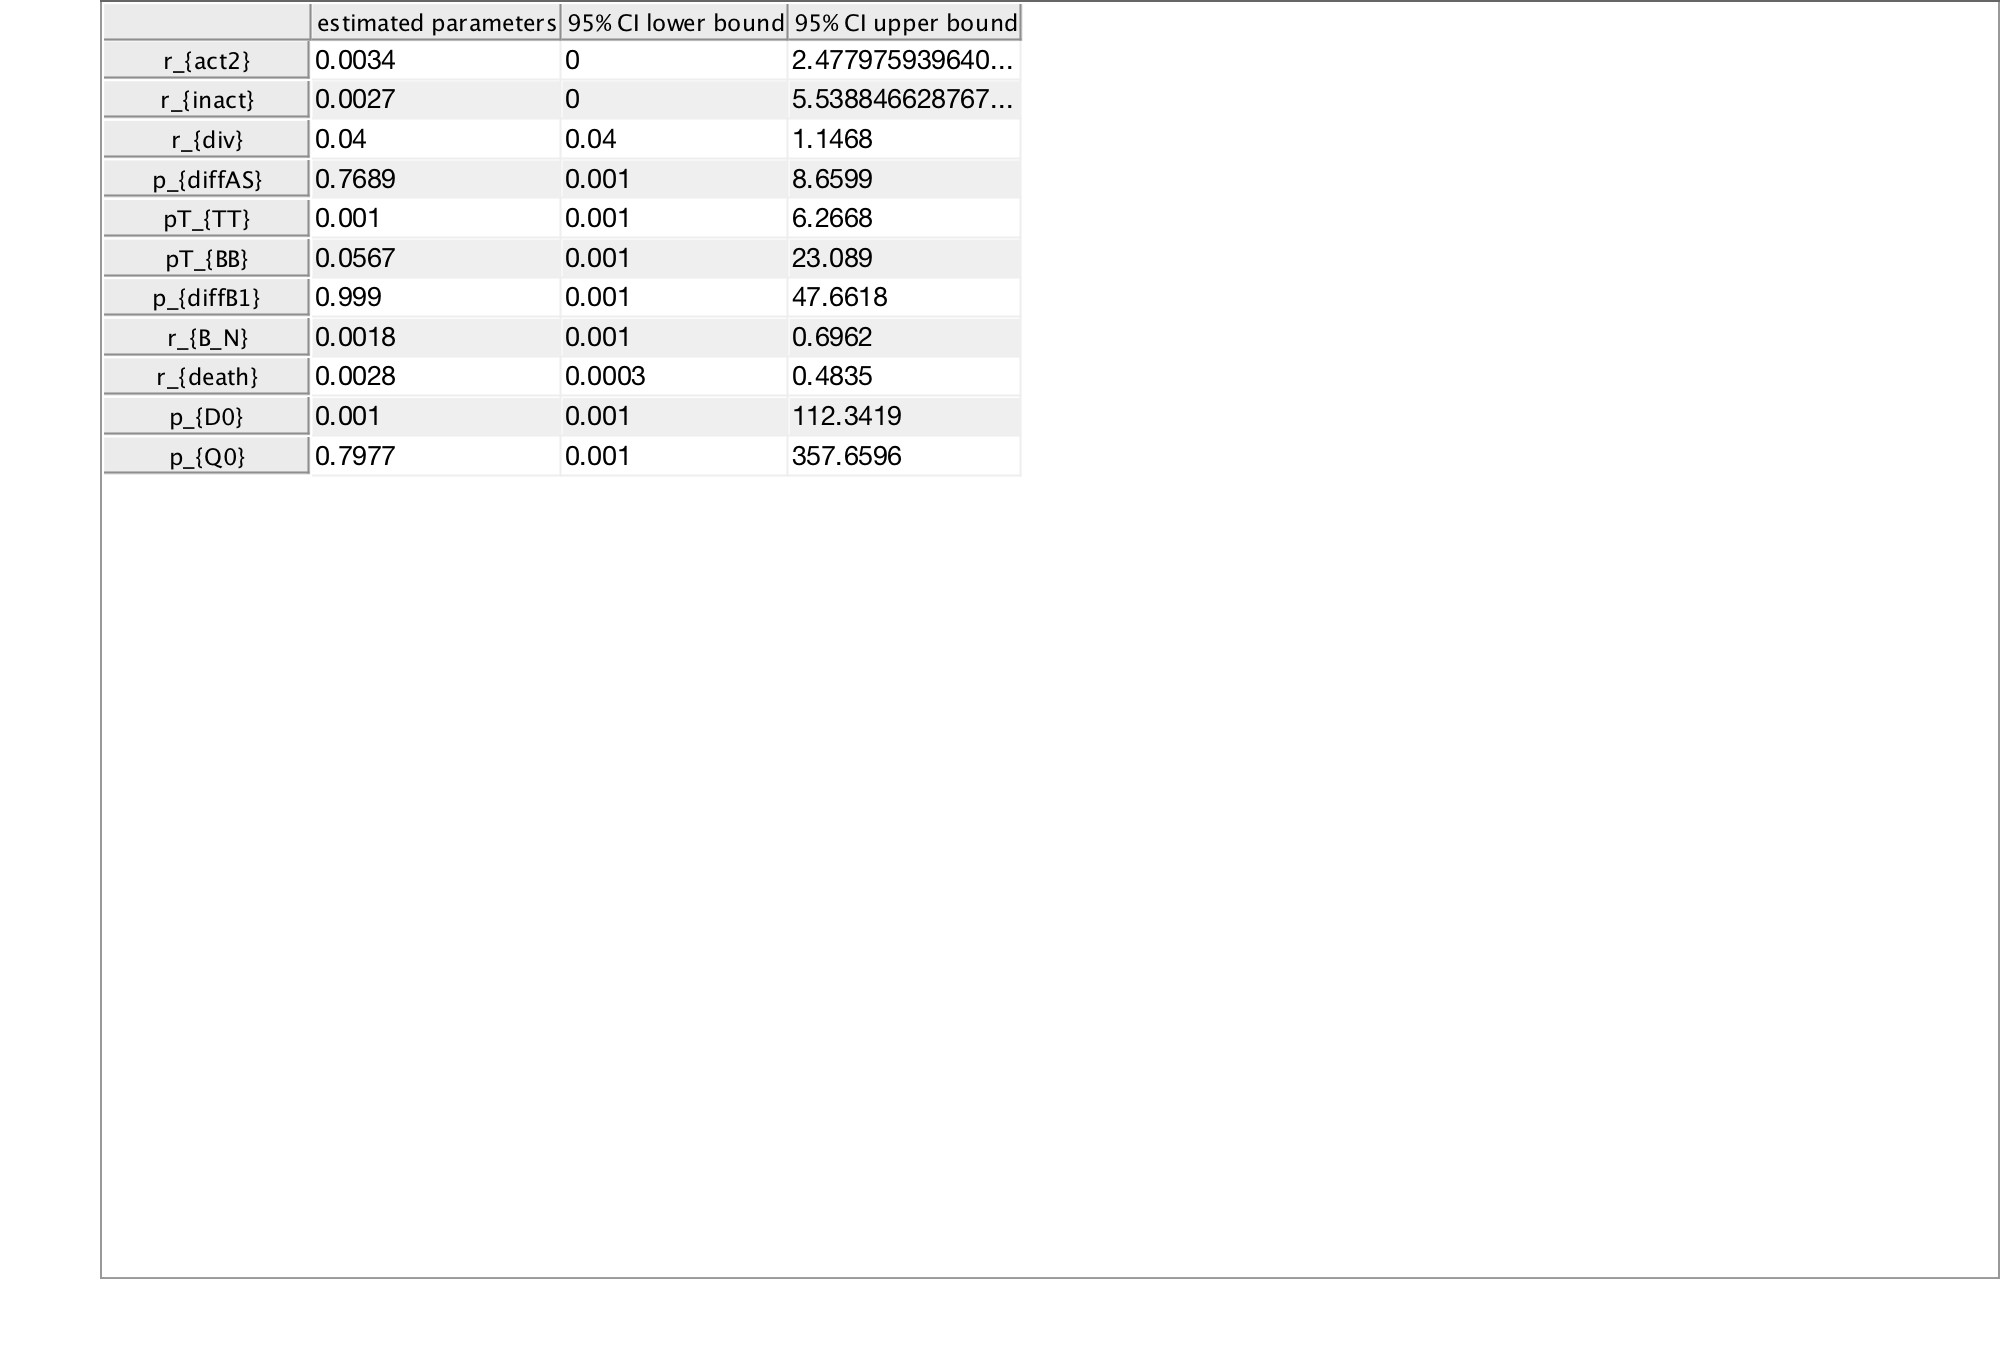 estimated parameters 95% CI lower bound 95% CI upper bound
r_{act2} 0.0034 0 2.477975939640...
r_{inact} 0.0027 0 5.538846628767...
r_{div} 0.04 0.04 1.1468
p_{diffAS} 0.7689 0.001 8.6599
pT_{TT} 0.001 0.001 6.2668
pT_{BB} 0.0567 0.001 23.089
p_{diffB1} 0.999 0.001 47.6618
r_{B_N} 0.0018 0.001 0.6962
r_{death} 0.0028 0.0003 0.4835
p_{D0} 0.001 0.001 112.3419
p_{Q0} 0.7977 0.001 357.6596